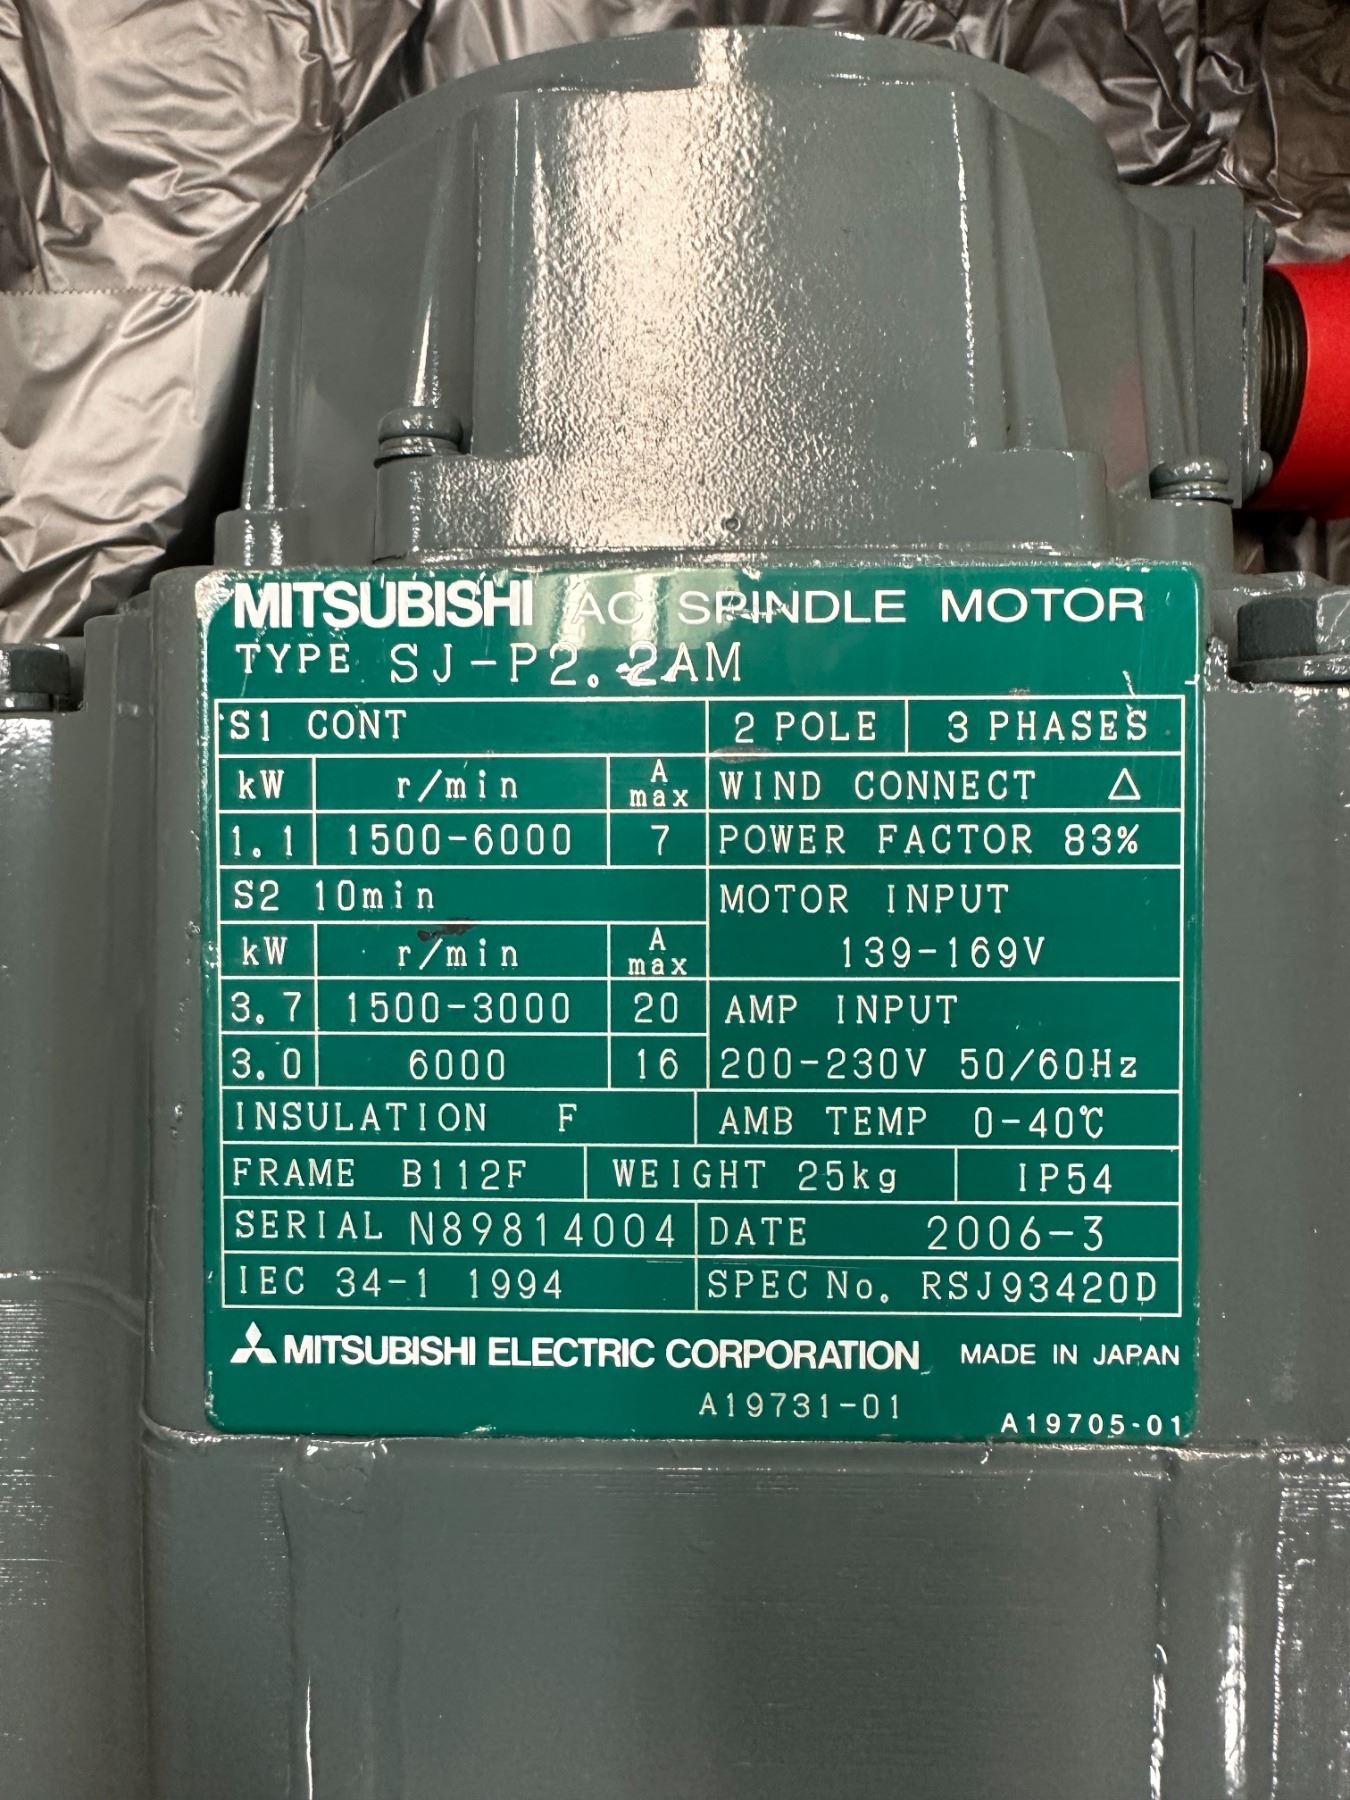 MITSUBISHI AC SPINDLE MOTOR
TYPE SJ-P2.2AM
S1 CONT 2 POLE 3 PHASES
kW r/min A max WIND CONNECT △
1.1 1500-6000 7 POWER FACTOR 83%
S2 10min MOTOR INPUT
kW r/min A max 139-169V
3.7 1500-3000 20 AMP INPUT
3.0 6000 16 200-230V 50/60Hz
INSULATION F AMB TEMP 0-40℃
FRAME B112F WEIGHT 25kg IP54
SERIAL N89814004 DATE 2006-3
IEC 34-1 1994 SPEC No. RSJ93420D
MITSUBISHI ELECTRIC CORPORATION MADE IN JAPAN
A19731-01
A19705-01